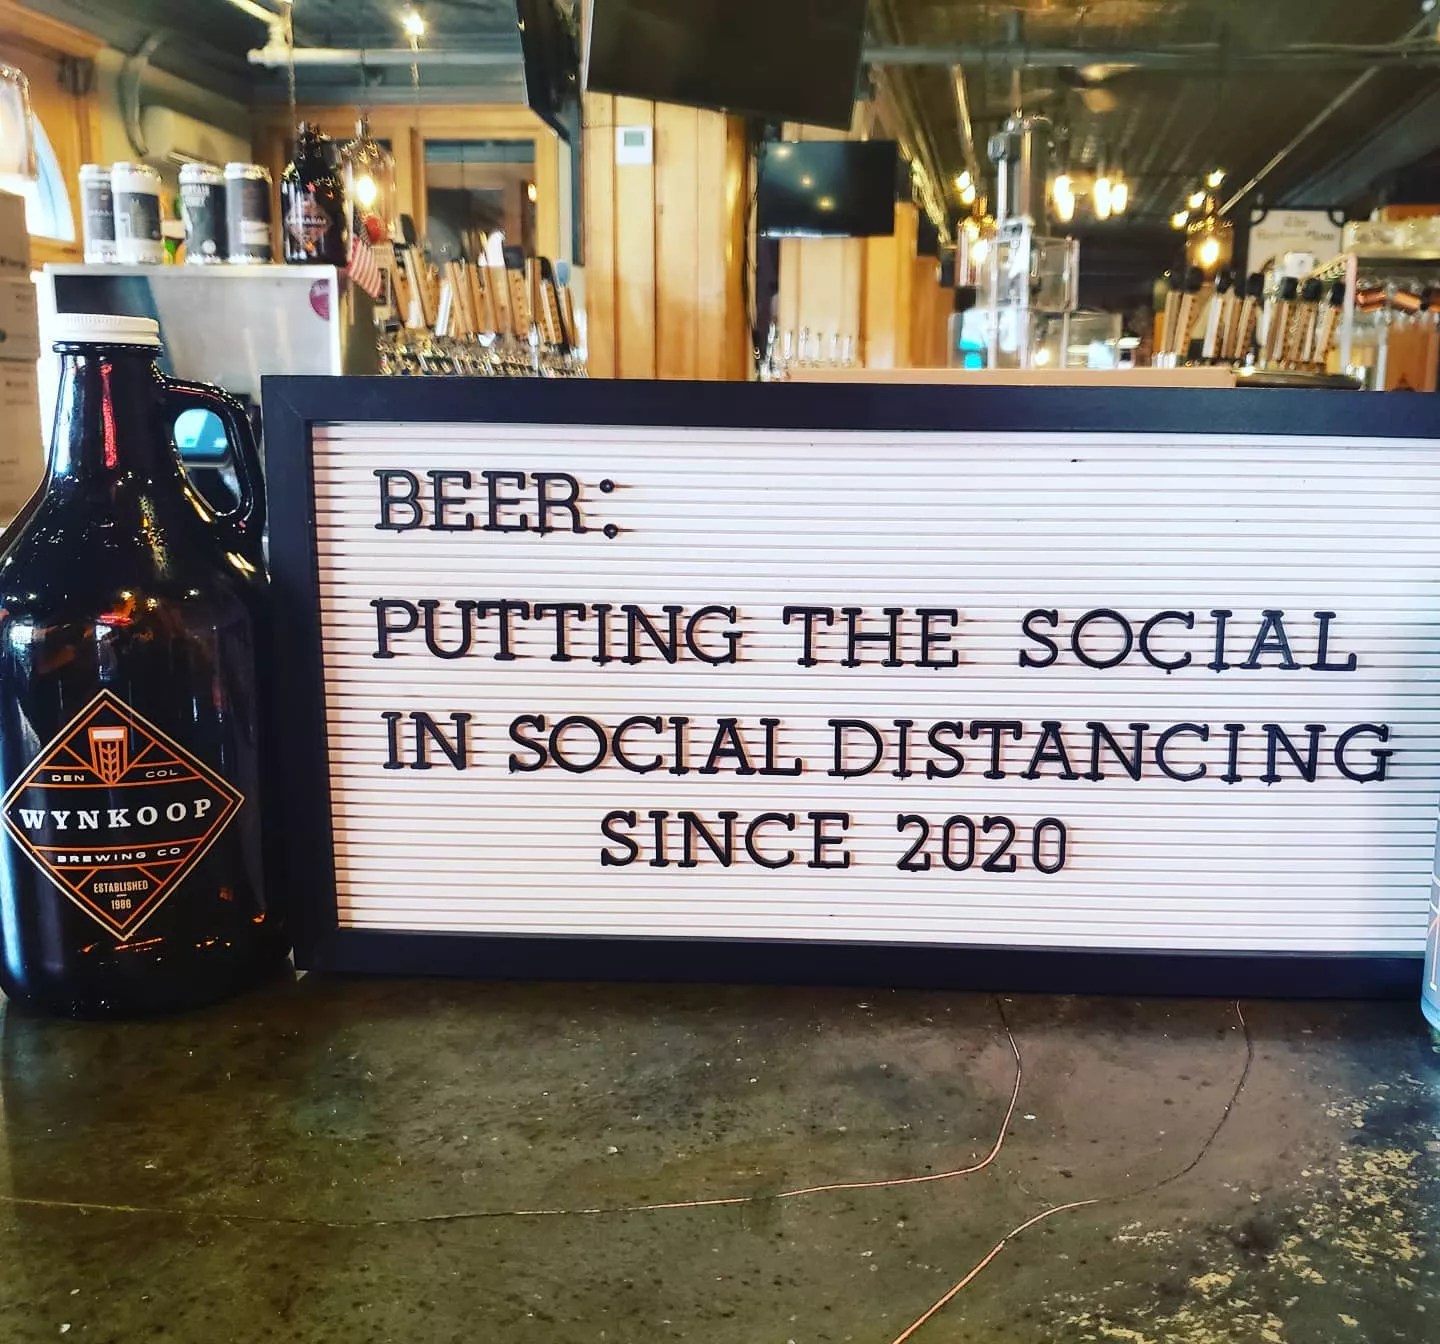 BEER:
PUTTING THE SOCIAL
IN SOCIAL DISTANCING
SINCE 2020
DEN COL
WYNKOOP
BREWING CO
ESTABLISHED
1988